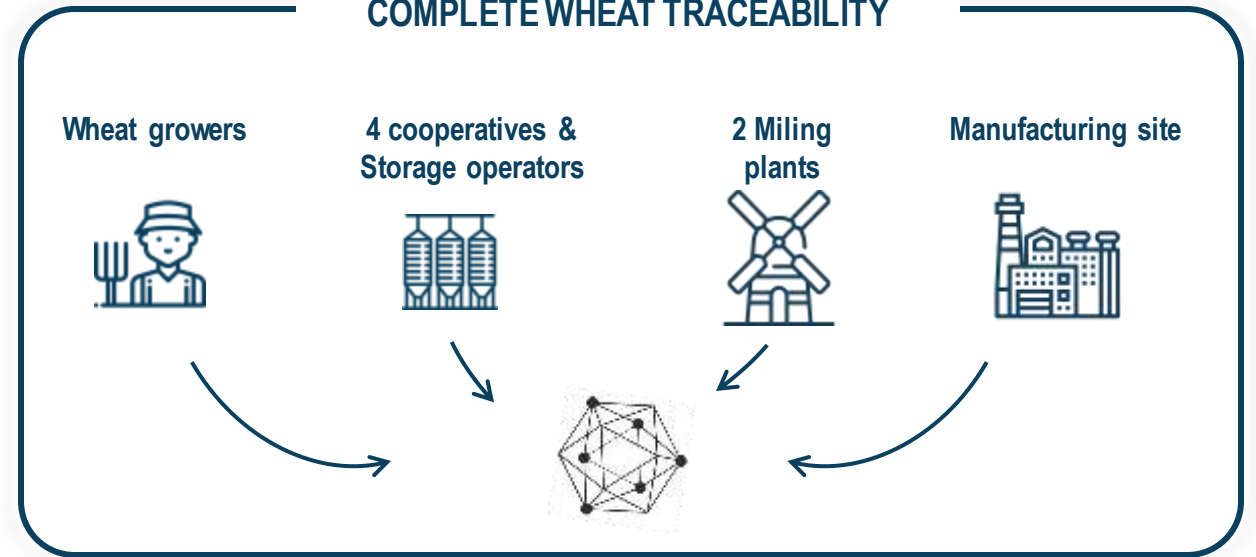 COMPLETE WHEAT TRACEABILITY
Wheat growers
4 cooperatives &
Storage operators
2 Miling
plants
Manufacturing site